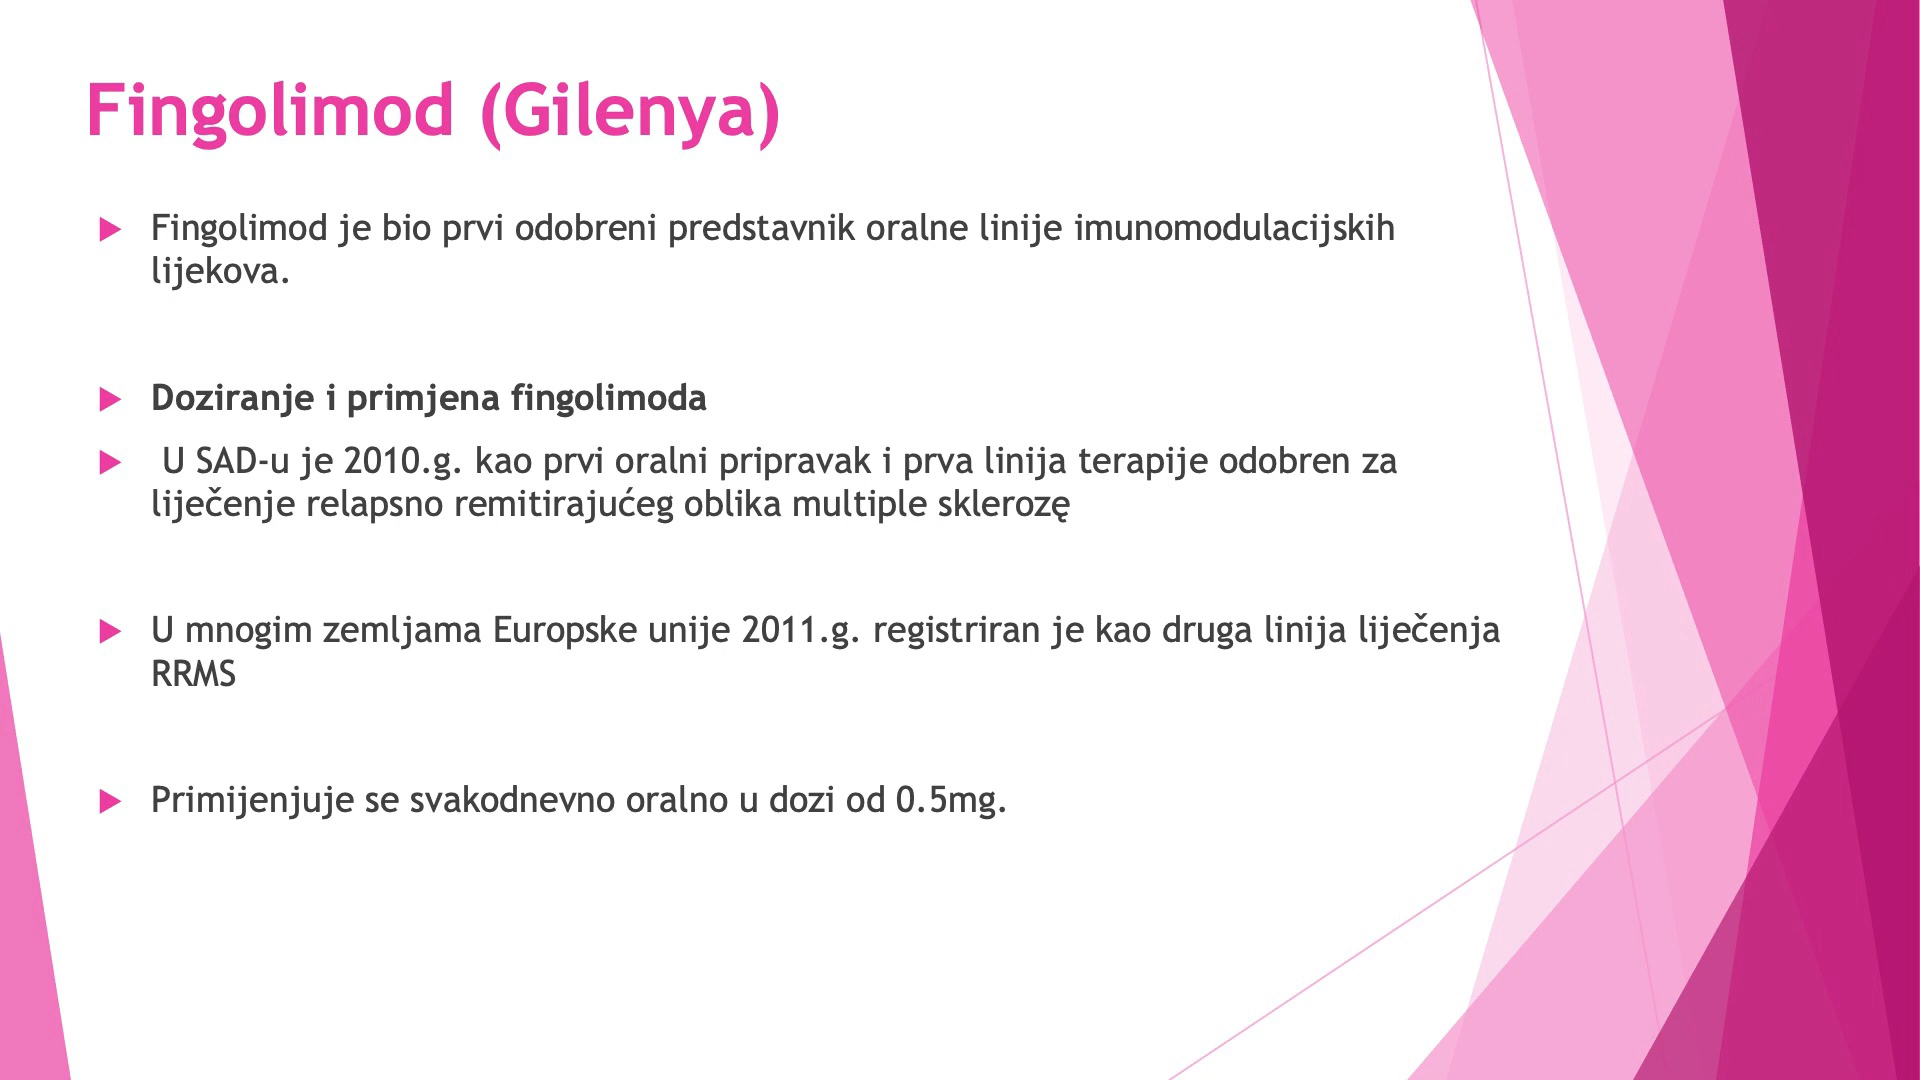 Fingolimod (Gilenya)
Fingolimod je bio prvi odobreni predstavnik oralne linije imunomodulacijskih
lijekova.
Doziranje i primjena fingolimoda
U SAD-u je 2010.g. kao prvi oralni pripravak i prva linija terapije odobren za
liječenje relapsno remitirajućeg oblika multiple sklerozę
U mnogim zemljama Europske unije 2011.g. registriran je kao druga linija liječenja
RRMS
Primijenjuje se svakodnevno oralno u dozi od 0.5mg.